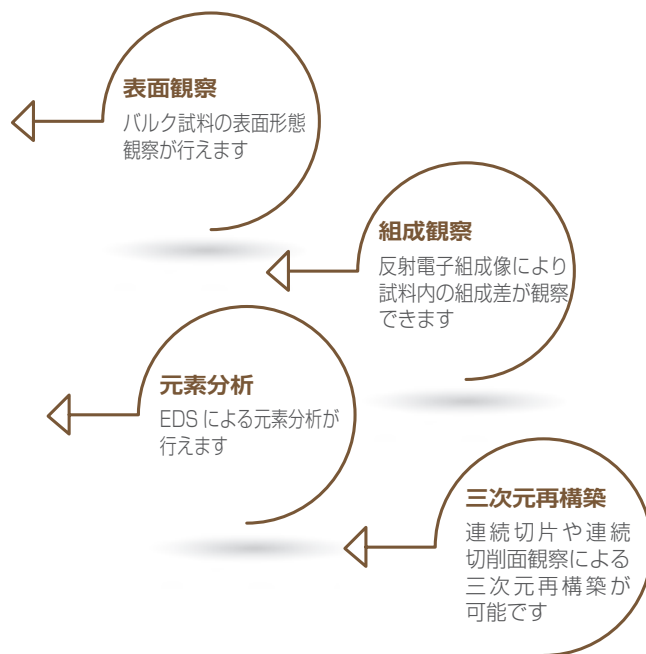 表面観察
バルク試料の表面形態
観察が行えます
組成観察
反射電子組成像により
試料内の組成差が観察
できます
元素分析
EDS による元素分析が
行えます
三次元再構築
連続切片や連続
切削面観察による
三次元再構築が
可能です